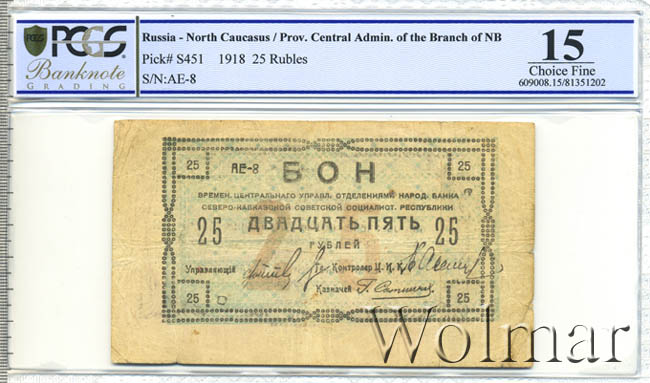 PCGS
Banknote
GRADING
Russia - North Caucasus / Prov. Central Admin. of the Branch of NB
Pick# S451 1918 25 Rubles
S/N:AE-8
15
Choice Fine
609008.15/81351202
25 АЕ-8 БОН 25
ВРЕМЕН. ЦЕНТРАЛЬНАГО УПРАВЛ. ОТДЕЛЕНИЯМИ НАРОД. БАНКА
СЕВЕРО-КАВКАЗСКОЙ СОВЕТСКОЙ СОЦИАЛИСТ. РЕСПУБЛИКИ
25 ДВАДЦАТЬ ПЯТЬ 25
РУБЛЕЙ
Управляющій Контролер Ц. И. К.
Казначей
25 25
Wolmar